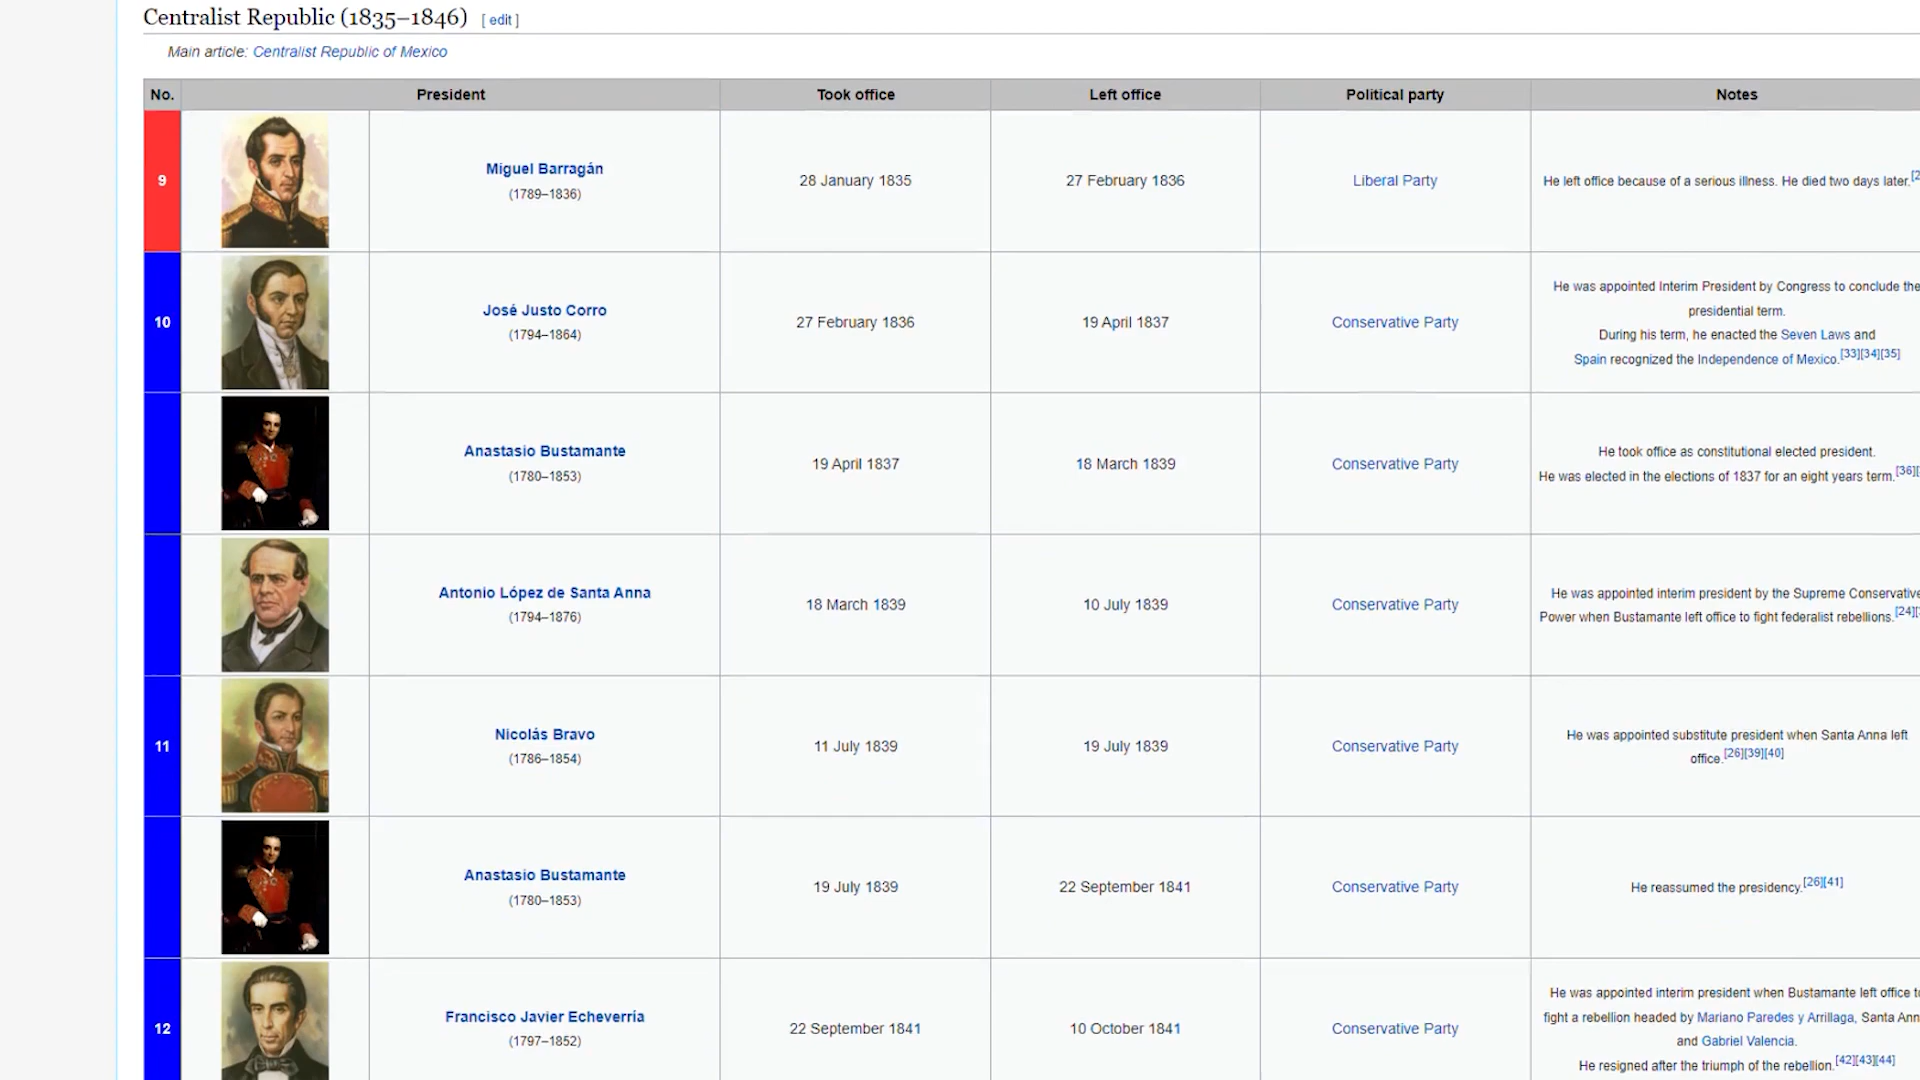 Centralist Republic (1835–1846) [ edit ]
Main article: Centralist Republic of Mexico
No. President Took office Left office Political party Notes
9 Miguel Barragán (1789–1836) 28 January 1835 27 February 1836 Liberal Party He left office because of a serious illness. He died two days later.[2
10 José Justo Corro (1794–1864) 27 February 1836 19 April 1837 Conservative Party He was appointed Interim President by Congress to conclude the
presidential term.
During his term, he enacted the Seven Laws and
Spain recognized the Independence of Mexico.[33][34][35]
Anastasio Bustamante (1780–1853) 19 April 1837 18 March 1839 Conservative Party He took office as constitutional elected president.
He was elected in the elections of 1837 for an eight years term.[36][
Antonio López de Santa Anna (1794–1876) 18 March 1839 10 July 1839 Conservative Party He was appointed interim president by the Supreme Conservative
Power when Bustamante left office to fight federalist rebellions.[24][
11 Nicolás Bravo (1786–1854) 11 July 1839 19 July 1839 Conservative Party He was appointed substitute president when Santa Anna left
office.[26][39][40]
Anastasio Bustamante (1780–1853) 19 July 1839 22 September 1841 Conservative Party He reassumed the presidency.[26][41]
12 Francisco Javier Echeverría (1797–1852) 22 September 1841 10 October 1841 Conservative Party He was appointed interim president when Bustamante left office t
fight a rebellion headed by Mariano Paredes y Arrillaga, Santa Ann
and Gabriel Valencia.
He resigned after the triumph of the rebellion.[42][43][44]